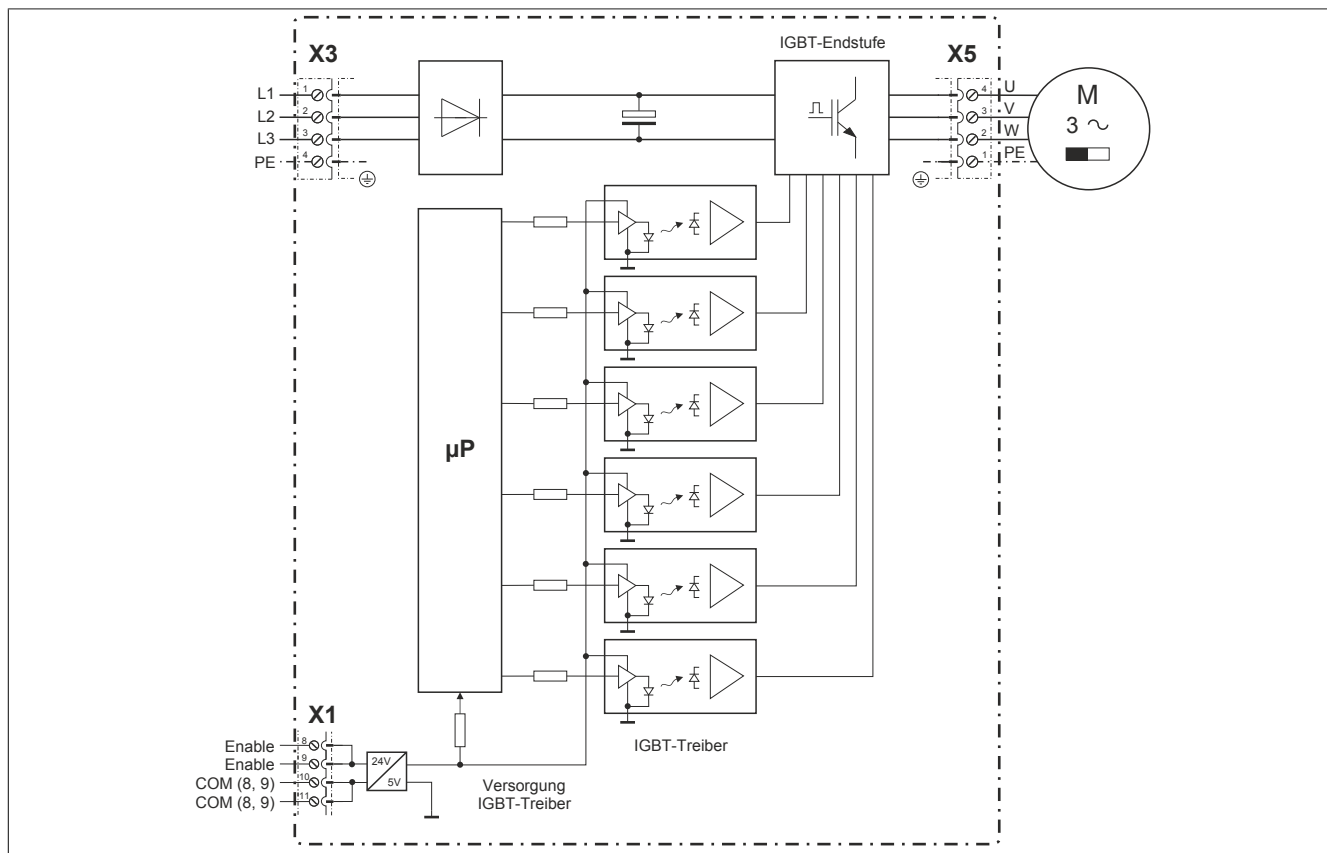 IGBT-Endstufe
X3
X5
L1 1
L2 2
L3 3
PE 4
4 U
3 V
2 W
1 PE
M
3 ~
µP
X1
Enable 8
Enable 9
COM (8, 9) 10
COM (8, 9) 11
24V
5V
Versorgung
IGBT-Treiber
IGBT-Treiber